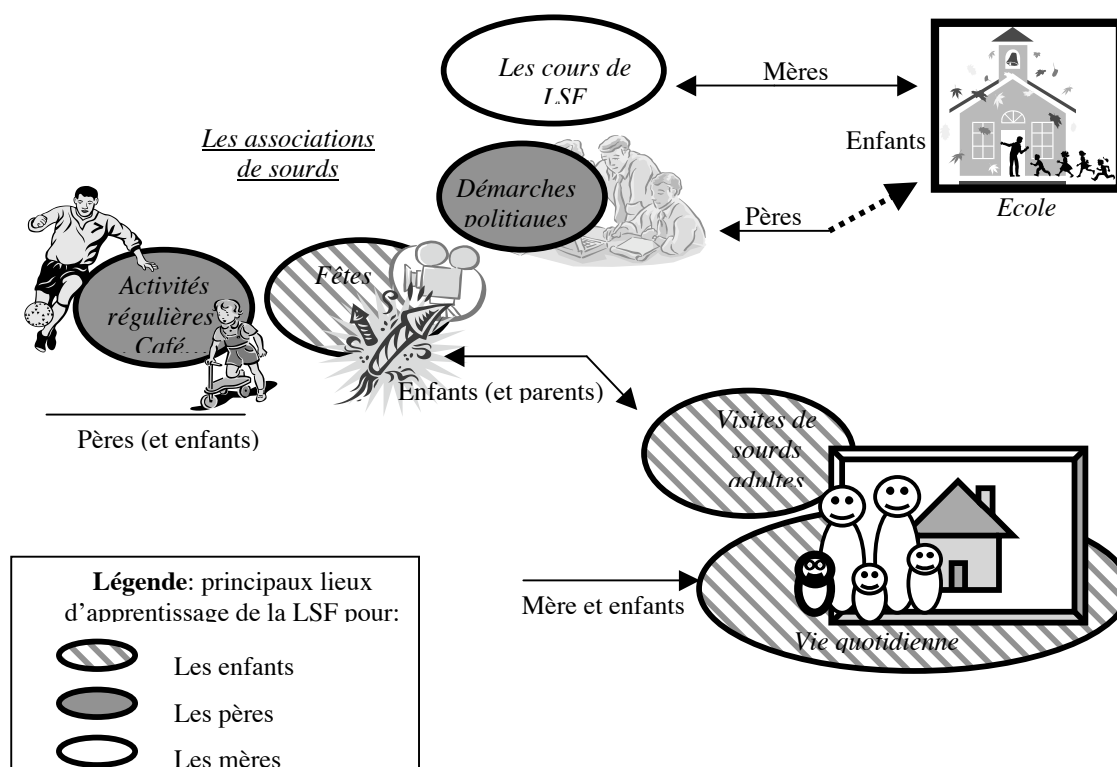 Les cours de
LSF
Mères
Enfants
Ecole
Les associations
de sourds
Démarches
politiques
Pères
Activités
régulières
Café…
Fêtes
Enfants (et parents)
Pères (et enfants)
Visites de
sourds
adultes
Mère et enfants
Vie quotidienne
Légende: principaux lieux
d'apprentissage de la LSF pour:
Les enfants
Les pères
Les mères